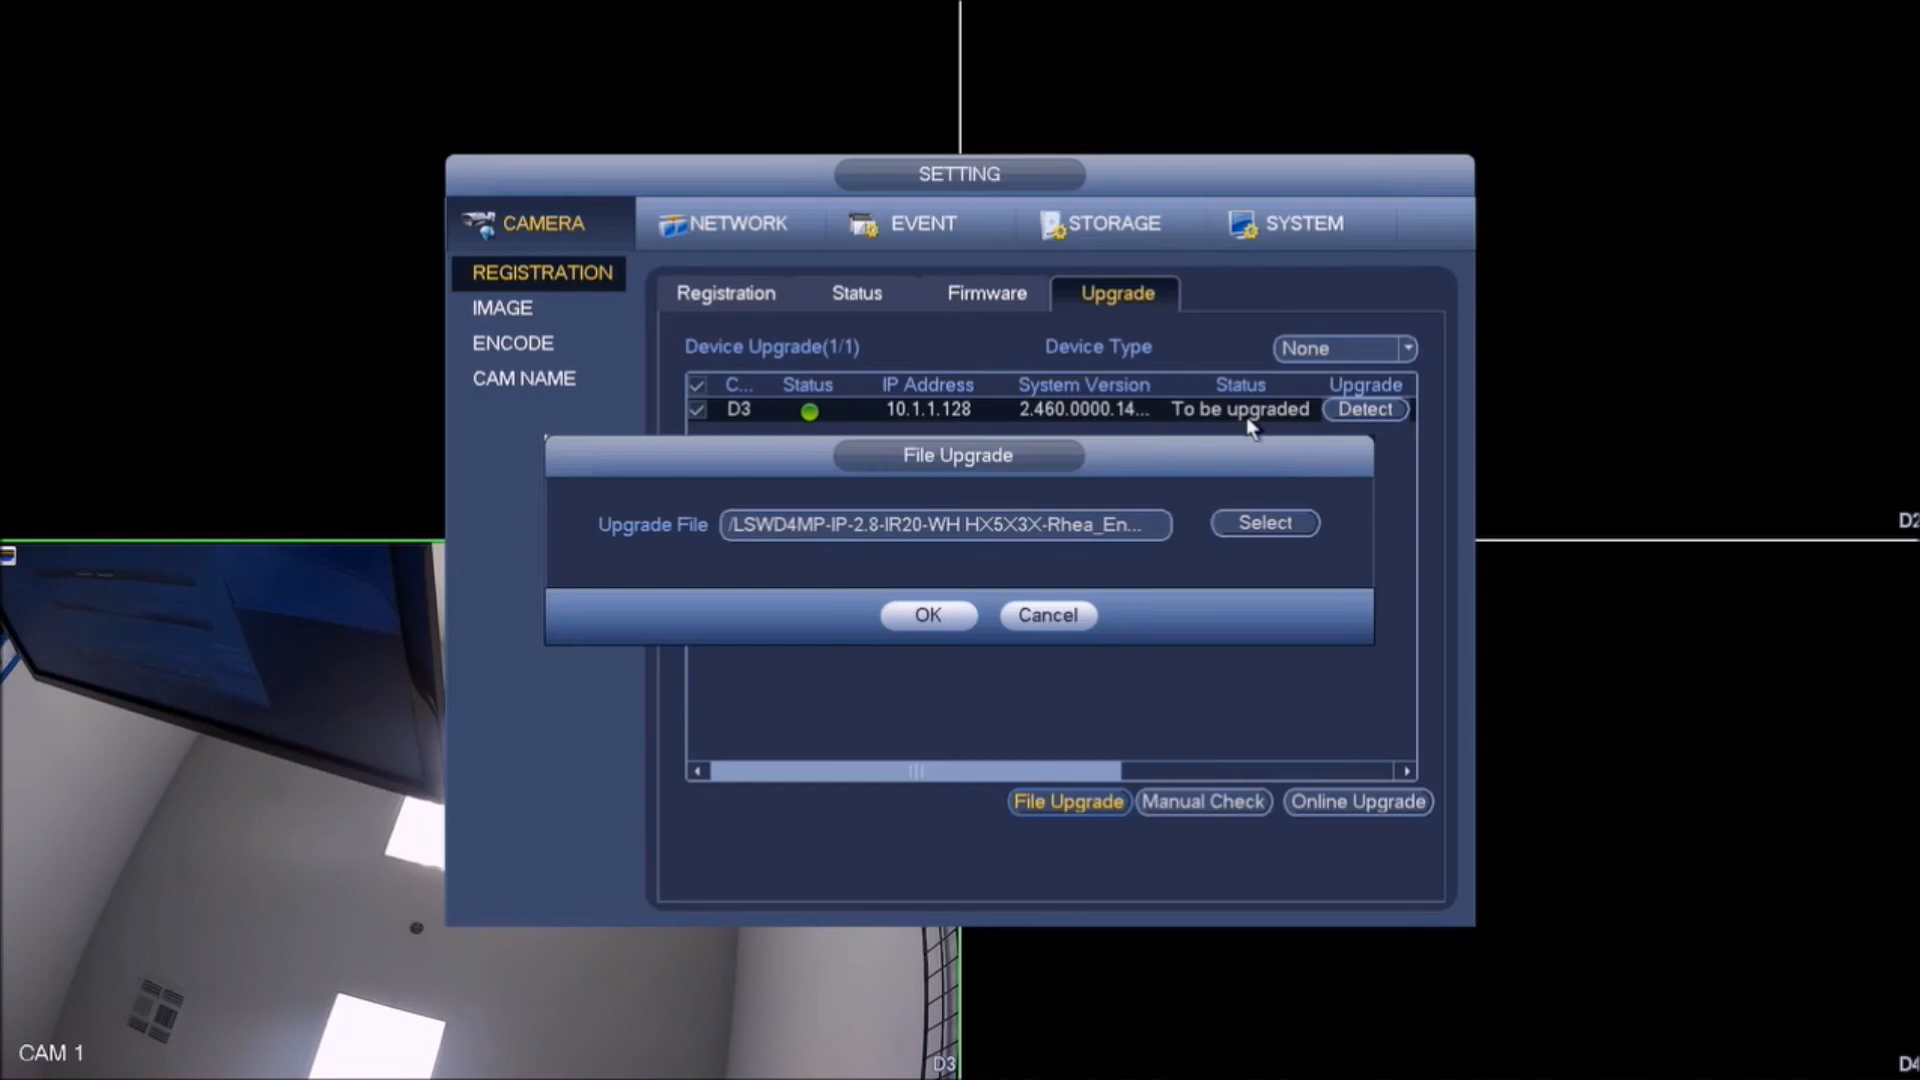 SETTING
CAMERA NETWORK EVENT STORAGE SYSTEM
REGISTRATION
IMAGE
ENCODE
CAM NAME
Registration Status Firmware Upgrade
Device Upgrade(1/1) Device Type None
C... Status IP Address System Version Status Upgrade
D3 10.1.1.128 2.460.0000.14... To be upgraded Detect
File Upgrade
Upgrade File /LSWD4MP-IP-2.8-IR20-WH HX5X3X-Rhea_En... Select
OK Cancel
File Upgrade Manual Check Online Upgrade
D2
CAM 1
D3
D4